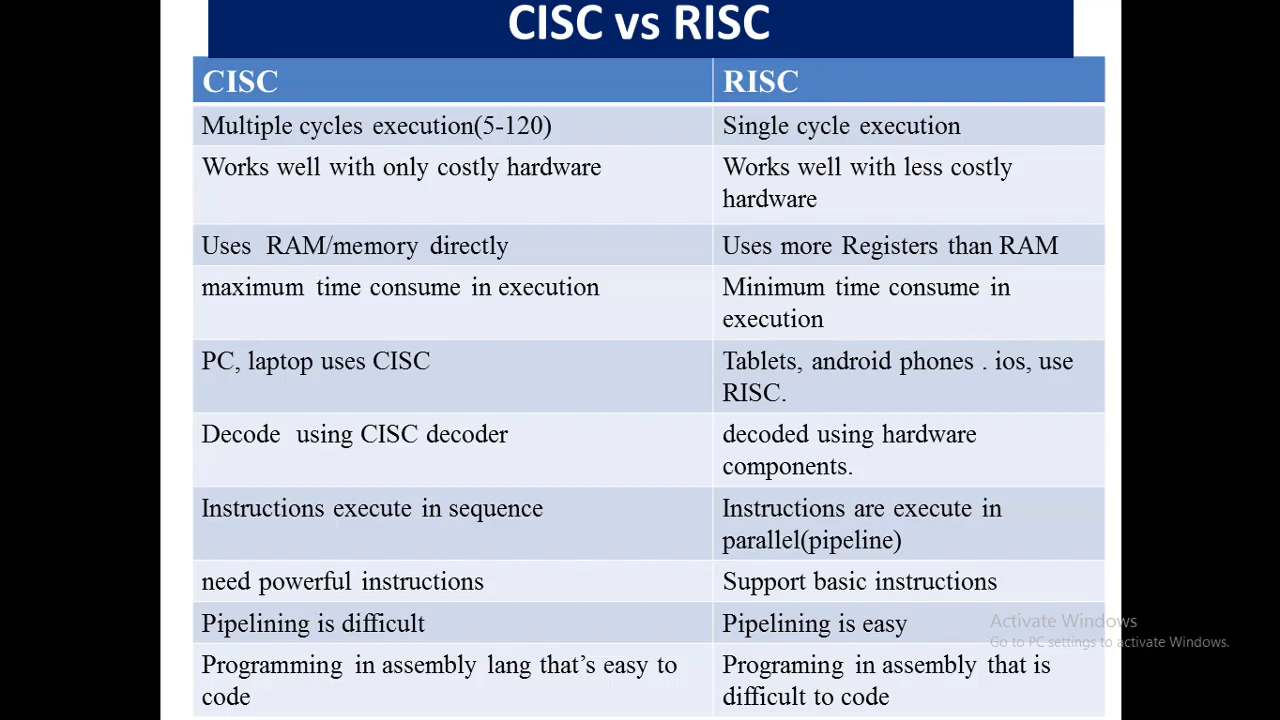 CISC vs RISC
CISC
RISC
Multiple cycles execution(5-120)
Single cycle execution
Works well with only costly hardware
Works well with less costly
hardware
Uses RAM/memory directly
Uses more Registers than RAM
maximum time consume in execution
Minimum time consume in
execution
PC, laptop uses CISC
Tablets, android phones . ios, use
RISC.
Decode using CISC decoder
decoded using hardware
components.
Instructions execute in sequence
Instructions are execute in
parallel(pipeline)
need powerful instructions
Support basic instructions
Pipelining is difficult
Pipelining is easy
Programming in assembly lang that's easy to
code
Programing in assembly that is
difficult to code
Activate Windows
Go to PC settings to activate Windows.